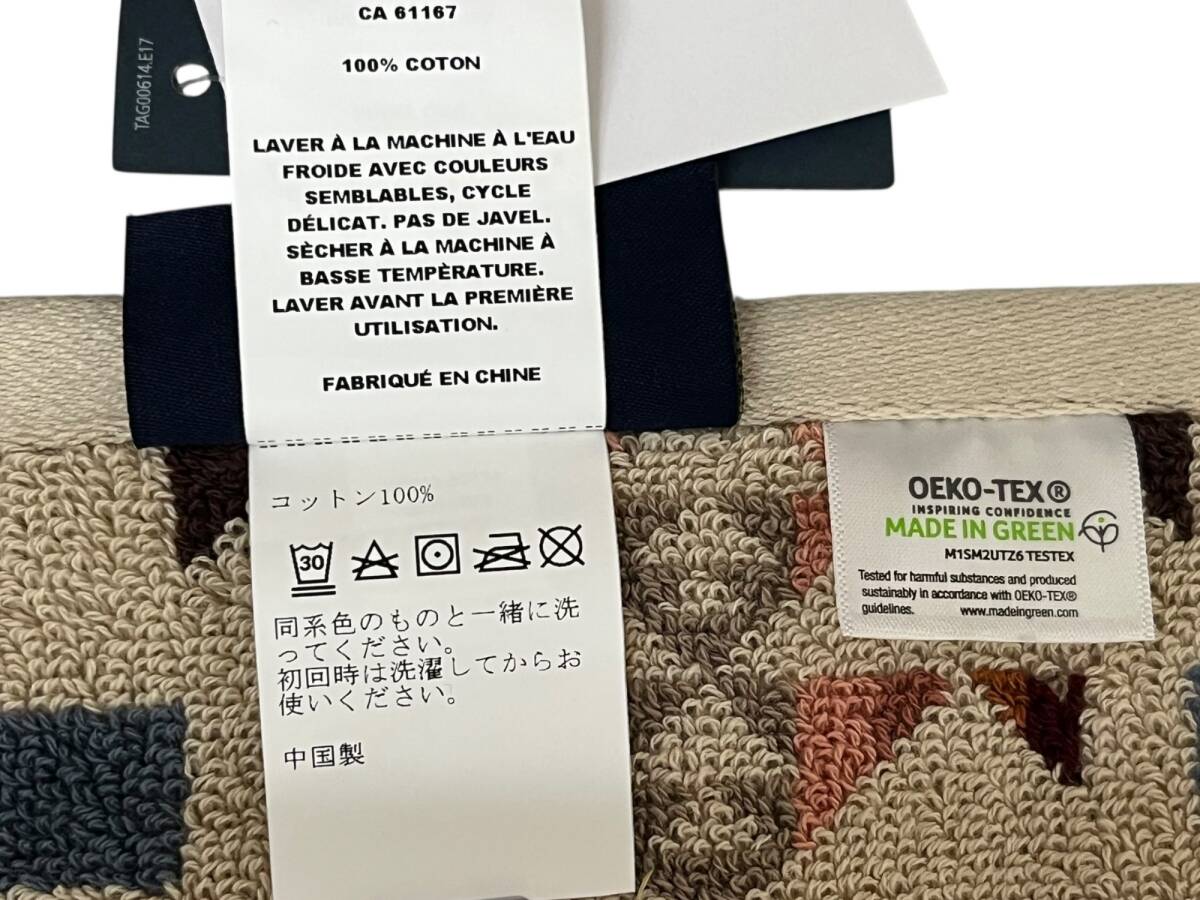 TAG00614.E17
CA 61167
100% COTON
LAVER À LA MACHINE À L'EAU
FROIDE AVEC COULEURS
SEMBLABLES, CYCLE
DÉLICAT. PAS DE JAVEL.
SÈCHER À LA MACHINE À
BASSE TEMPÈRATURE.
LAVER AVANT LA PREMIÈRE
UTILISATION.
FABRIQUÉ EN CHINE
コットン100%
30
同系色のものと一緒に洗
ってください。
初回時は洗濯してからお
使いください。
中国製
OEKO-TEX®
INSPIRING CONFIDENCE
MADE IN GREEN
M1SM2UTZ6 TESTEX
Tested for harmful substances and produced
sustainably in accordance with OEKO-TEX®
guidelines. www.madeingreen.com